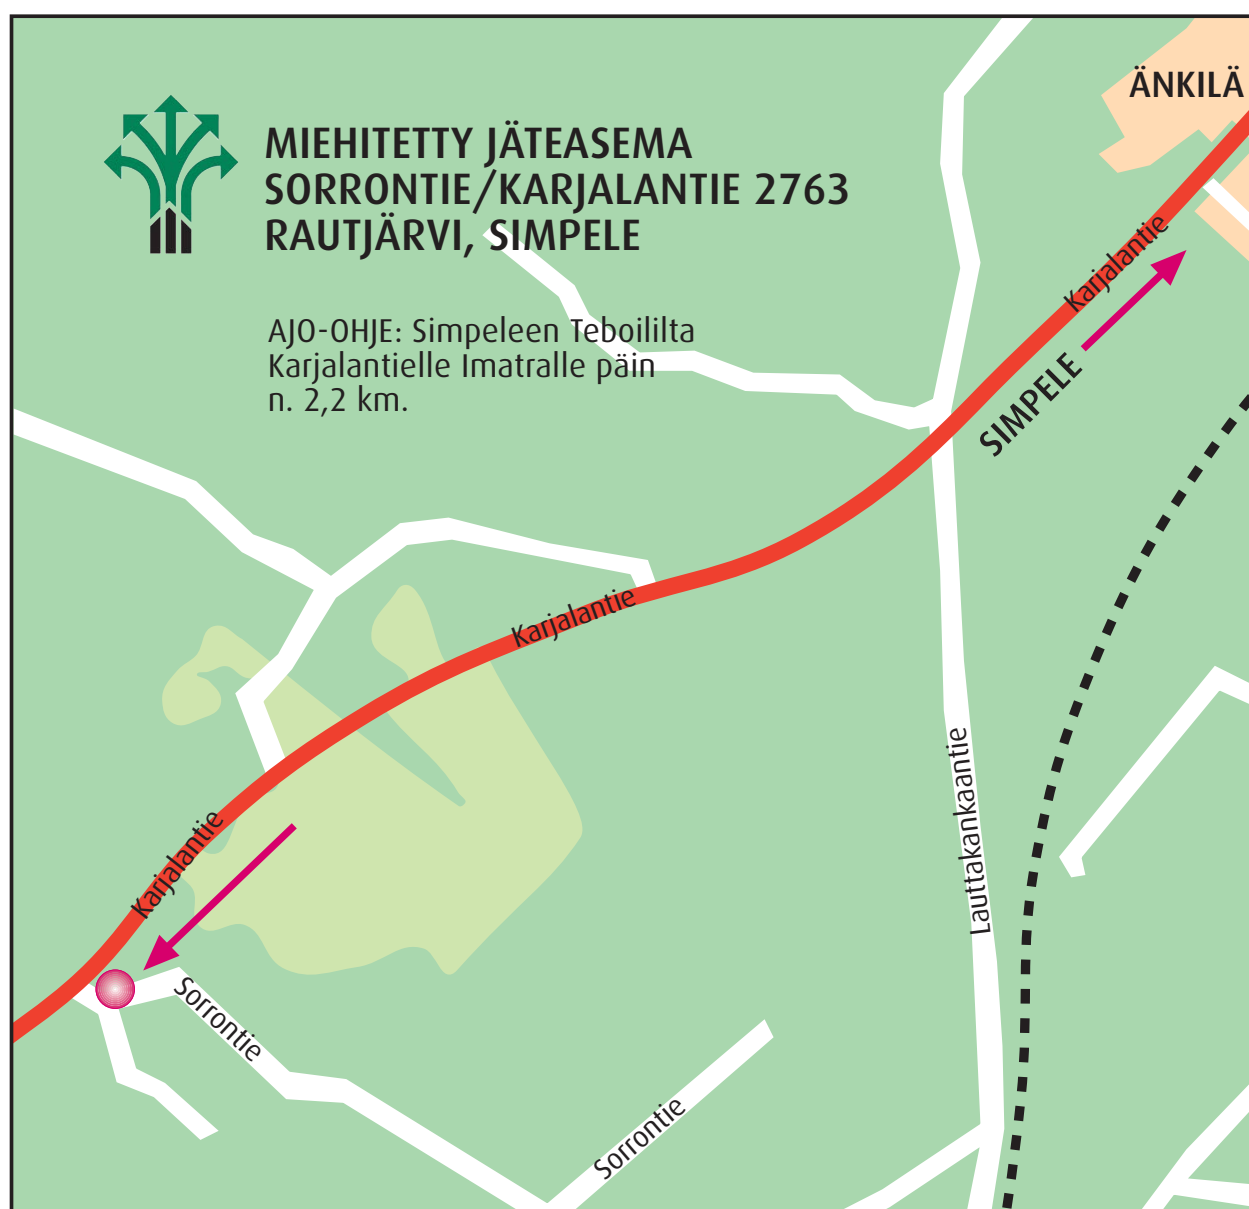 ÄNKILÄ
MIEHITETTY JÄTEASEMA
SORRONTIE/KARJALANTIE 2763
RAUTJÄRVI, SIMPELE
AJO-OHJE: Simpeleen Teboililta
Karjalantielle Imatralle päin
n. 2,2 km.
Karjalantie
SIMPELE
Karjalantie
Lauttakankaantie
Karjalantie
Sorrontie
Sorrontie